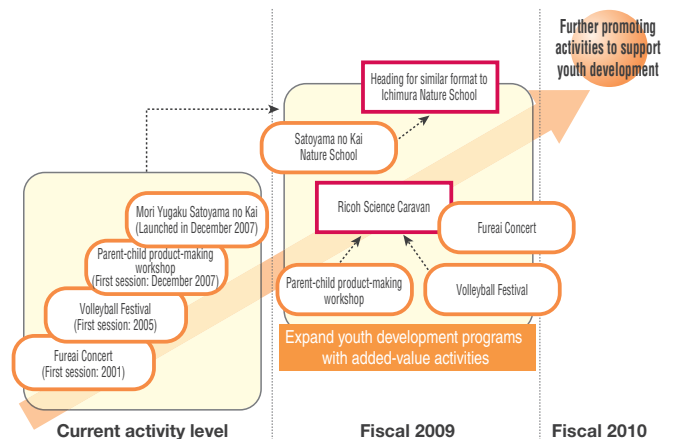 Further promoting
activities to support
youth development
Heading for similar format to
Ichimura Nature School
Satoyama no Kai
Nature School
Mori Yugaku Satoyama no Kai
(Launched in December 2007)
Ricoh Science Caravan
Fureai Concert
Parent-child product-making
workshop
(First session: December 2007)
Parent-child product-making
workshop
Volleyball Festival
Volleyball Festival
(First session: 2005)
Expand youth development programs
with added-value activities
Fureai Concert
(First session: 2001)
Current activity level
Fiscal 2009
Fiscal 2010